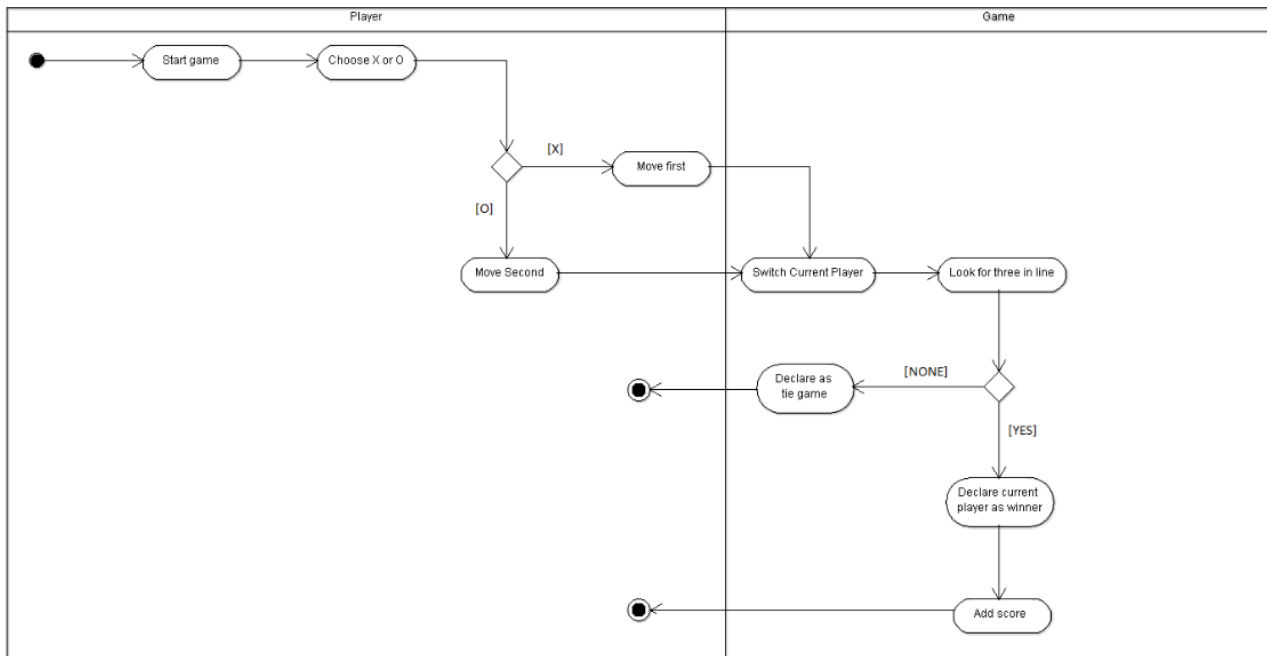 Player
Game
Start game
Choose X or O
[X]
Move first
[O]
Move Second
Switch Current Player
Look for three in line
[NONE]
Declare as
tie game
[YES]
Declare current
player as winner
Add score